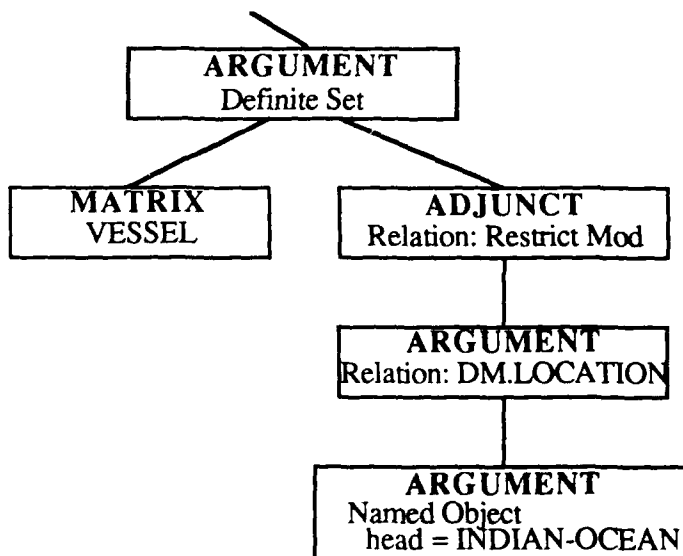 ARGUMENT
Definite Set
MATRIX
VESSEL
ADJUNCT
Relation: Restrict Mod
ARGUMENT
Relation: DM.LOCATION
ARGUMENT
Named Object
head = INDIAN-OCEAN